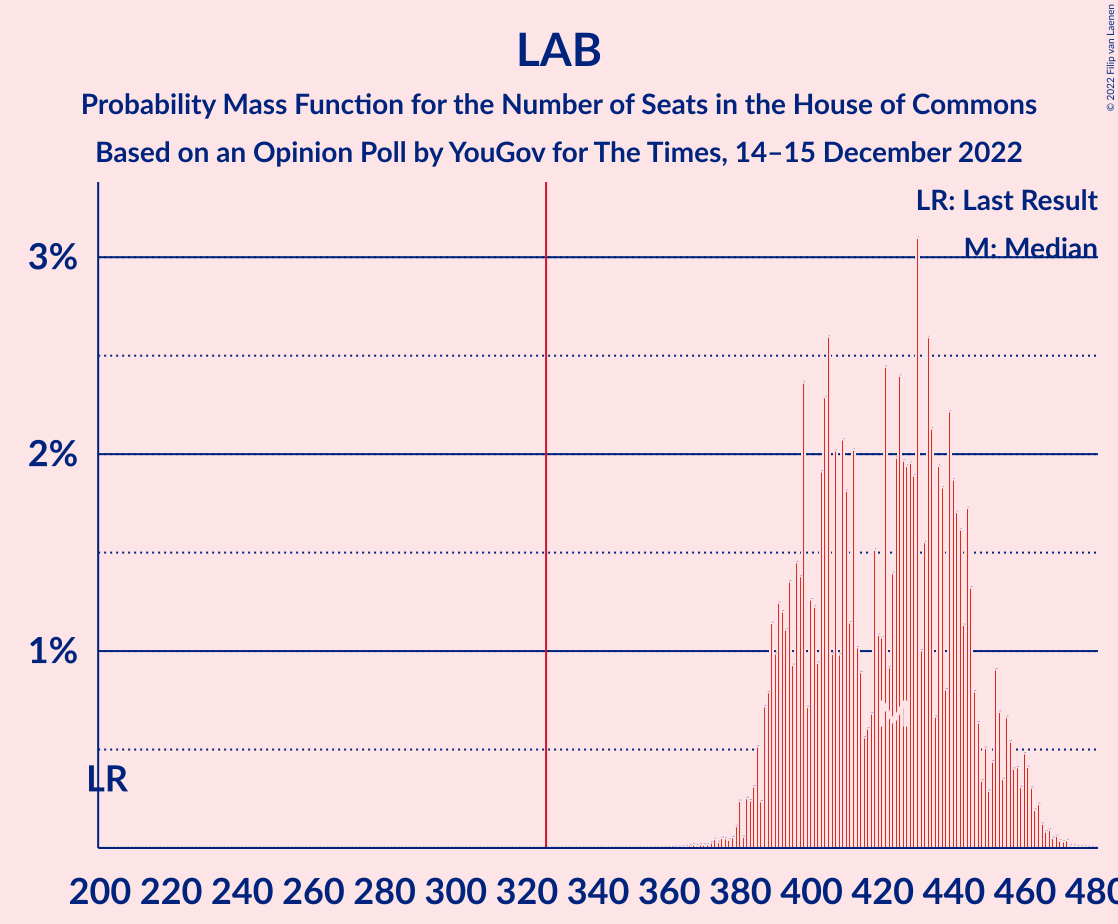 LAB
Probability Mass Function for the Number of Seats in the House of Commons
Based on an Opinion Poll by YouGov for The Times, 14–15 December 2022
© 2022 Filip van Laenen
LR: Last Result
M: Median
3%
2%
1%
LR
M
200 220 240 260 280 300 320 340 360 380 400 420 440 460 480